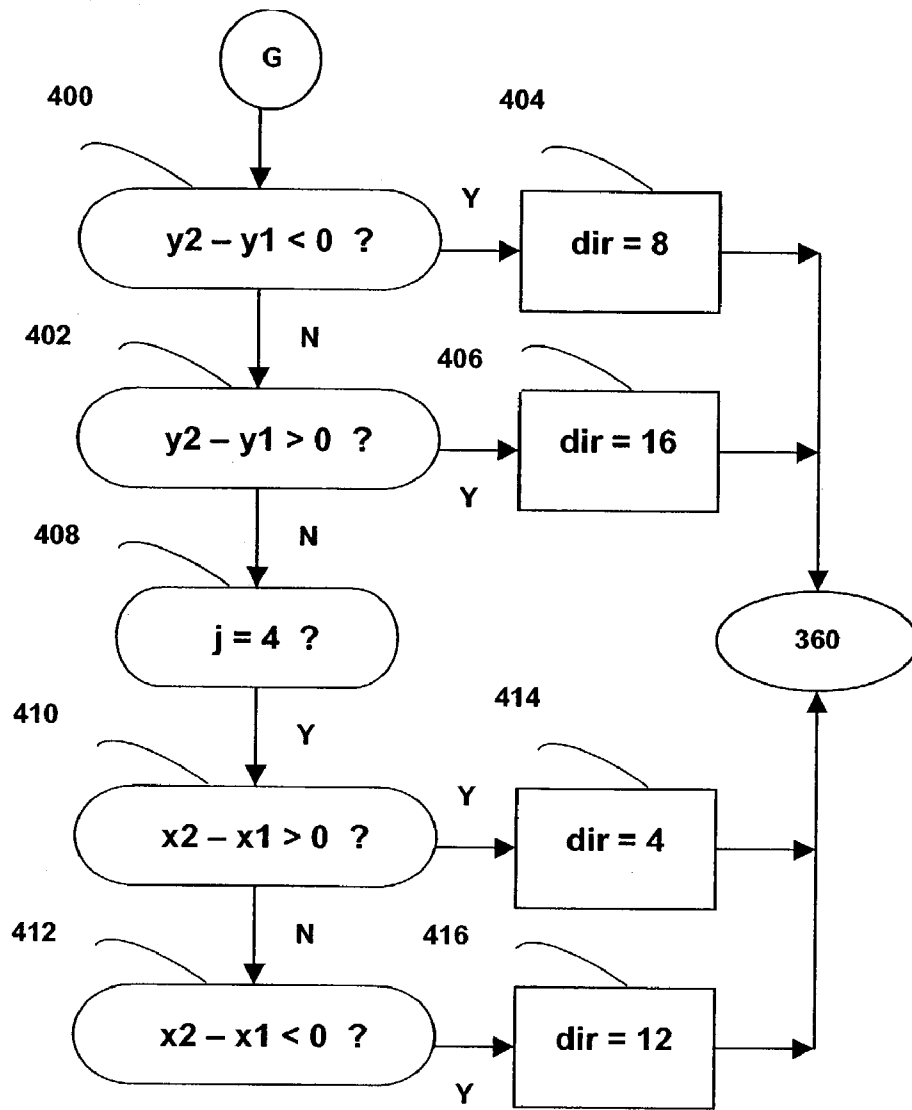 G
400
404
y2 – y1 < 0 ?
Y
dir = 8
N
402
406
y2 – y1 > 0 ?
Y
dir = 16
N
408
j = 4 ?
360
Y
410
414
x2 – x1 > 0 ?
Y
dir = 4
N
412
416
x2 – x1 < 0 ?
Y
dir = 12